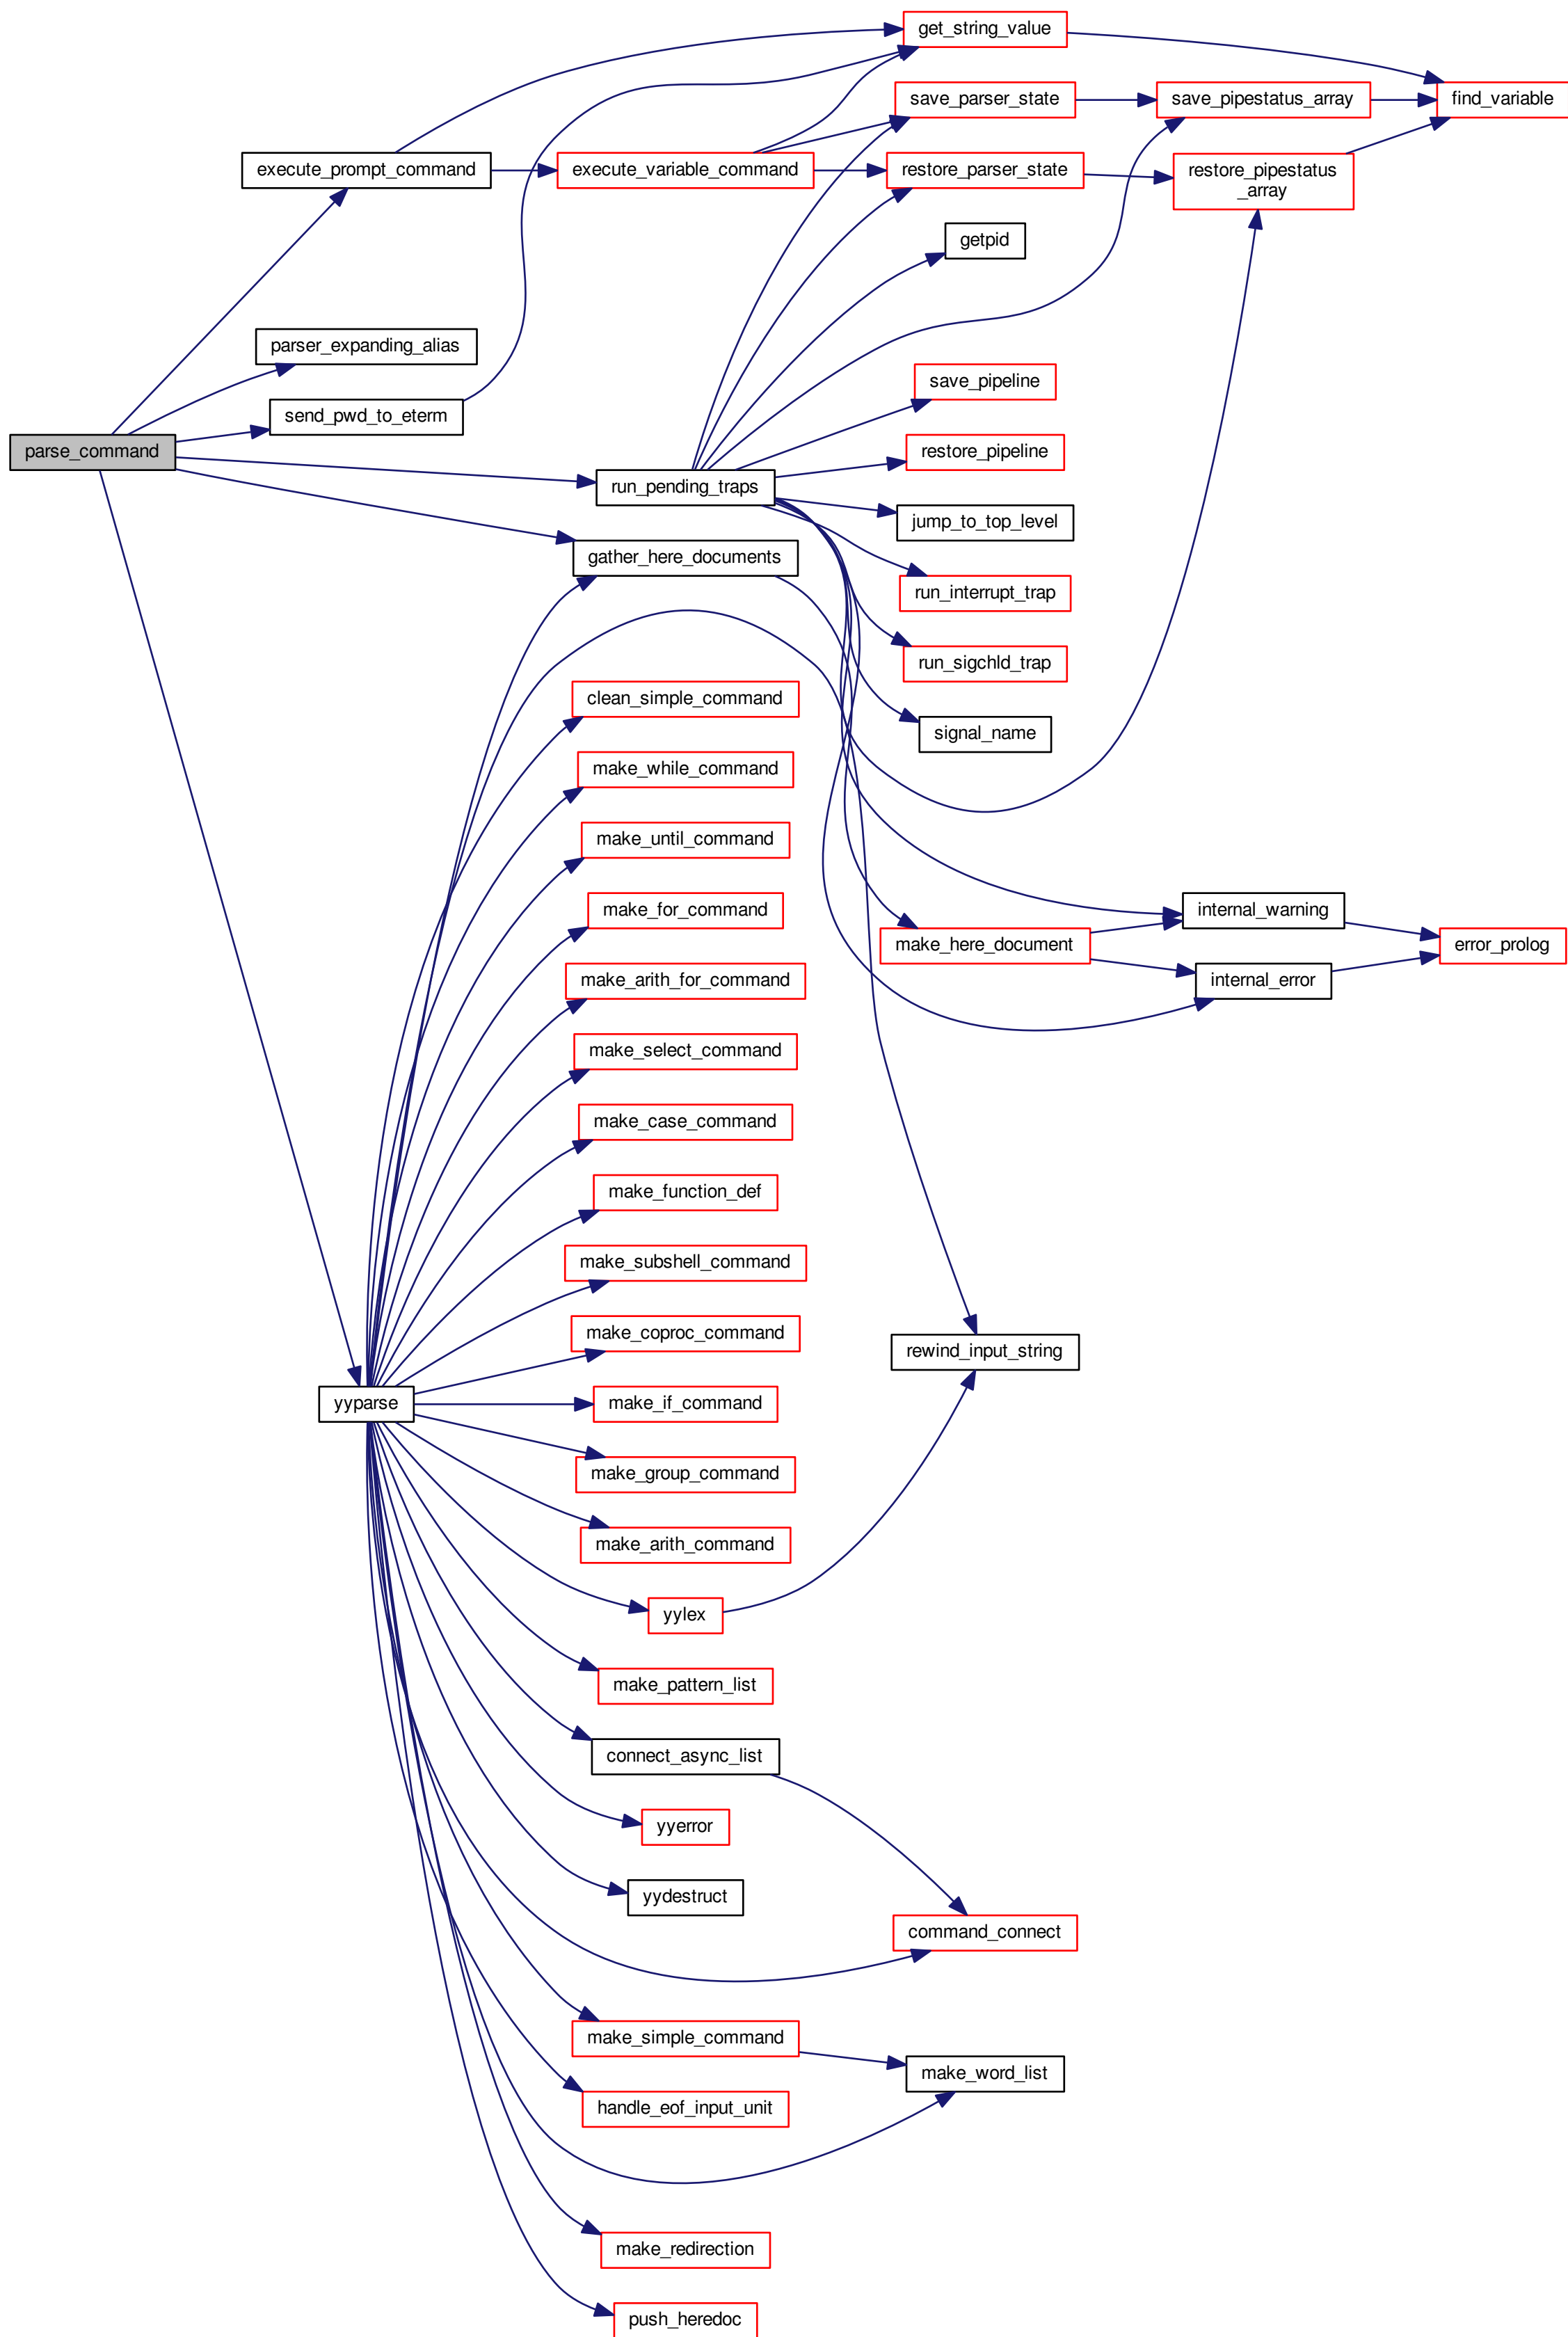 get_string_value
save_parser_state
save_pipestatus_array
find_variable
execute_prompt_command
execute_variable_command
restore_parser_state
restore_pipestatus
_array
getpid
parser_expanding_alias
save_pipeline
send_pwd_to_eterm
parse_command
restore_pipeline
run_pending_traps
jump_to_top_level
gather_here_documents
run_interrupt_trap
run_sigchld_trap
clean_simple_command
signal_name
make_while_command
make_until_command
make_for_command
internal_warning
make_here_document
error_prolog
make_arith_for_command
internal_error
make_select_command
make_case_command
make_function_def
make_subshell_command
make_coproc_command
rewind_input_string
yyparse
make_if_command
make_group_command
make_arith_command
yylex
make_pattern_list
connect_async_list
yyerror
yydestruct
command_connect
make_simple_command
make_word_list
handle_eof_input_unit
make_redirection
push_heredoc